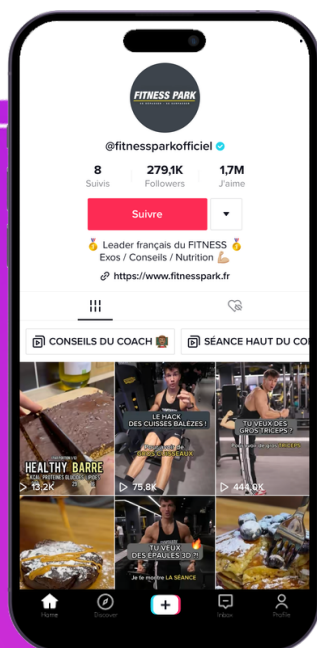 FITNESS PARK
@fitnessparkofficiel
8
279,1K
1,7M
Suivis
Followers
J'aime
Suivre
Leader français du FITNESS
Exos / Conseils / Nutrition
https://www.fitnesspark.fr
CONSEILS DU COACH
SÉANCE HAUT DU CO
HEALTHY BARRE
13,2K
LE HACK
DES CUISSES BALÈZES !
75,8K
TU VEUX DES
GROS TRICEPS ?
444,0K
TU VEUX
DES ÉPAULES 3D ?!
Je te montre LA SÉANCE
Home
Discover
Inbox
Profile